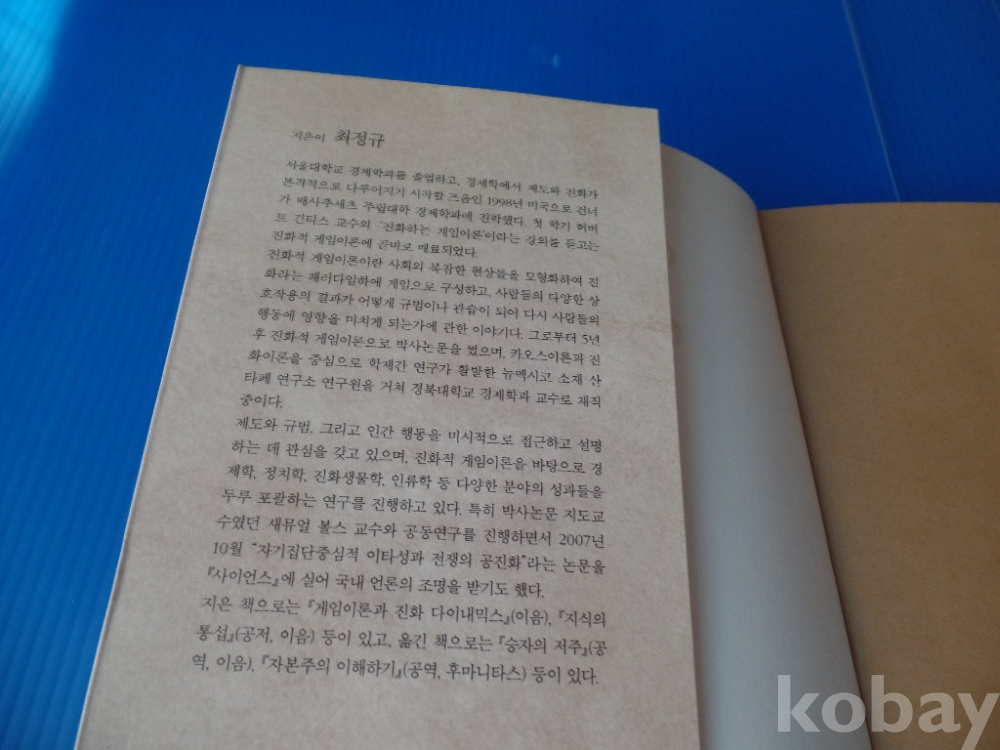 지은이 최정규
서울대학교 경제학과를 졸업하고, 경제학에서 제도와 진화가
본격적으로 다루어지기 시작할 즈음인 1998년 미국으로 건너
가 매사추세츠 주립대학 경제학과에 진학했다. 첫 학기 허버
트 긴티스 교수의 '진화하는 게임이론'이라는 강의를 듣고는
진화적 게임이론에 곧바로 매료되었다.
진화적 게임이론이란 사회의 복잡한 현상들을 모형화하여 진
화라는 패러다임하에 게임으로 구성하고, 사람들의 다양한 상
호작용의 결과가 어떻게 규범이나 관습이 되어 다시 사람들의
행동에 영향을 미치게 되는가에 관한 이야기다. 그로부터 5년
후 진화적 게임이론으로 박사논문을 썼으며, 카오스이론과 진
화이론을 중심으로 학제간 연구가 활발한 뉴멕시코 소재 산
타페 연구소 연구원을 거쳐 경북대학교 경제학과 교수로 재직
중이다.
제도와 규범, 그리고 인간 행동을 미시적으로 접근하고 설명
하는 데 관심을 갖고 있으며, 진화적 게임이론을 바탕으로 경
제학, 정치학, 진화생물학, 인류학 등 다양한 분야의 성과들을
두루 포괄하는 연구를 진행하고 있다. 특히 박사논문 지도교
수였던 새뮤얼 볼스 교수와 공동연구를 진행하면서 2007년
10월 "자기집단중심적 이타성과 전쟁의 공진화"라는 논문을
『사이언스』에 실어 국내 언론의 조명을 받기도 했다.
지은 책으로는 『게임이론과 진화 다이내믹스』(이음), 『지식의
통섭』(공저, 이음) 등이 있고, 옮긴 책으로는 『승자의 저주』(공
역, 이음), 『자본주의 이해하기』(공역, 후마니타스) 등이 있다.
kobay